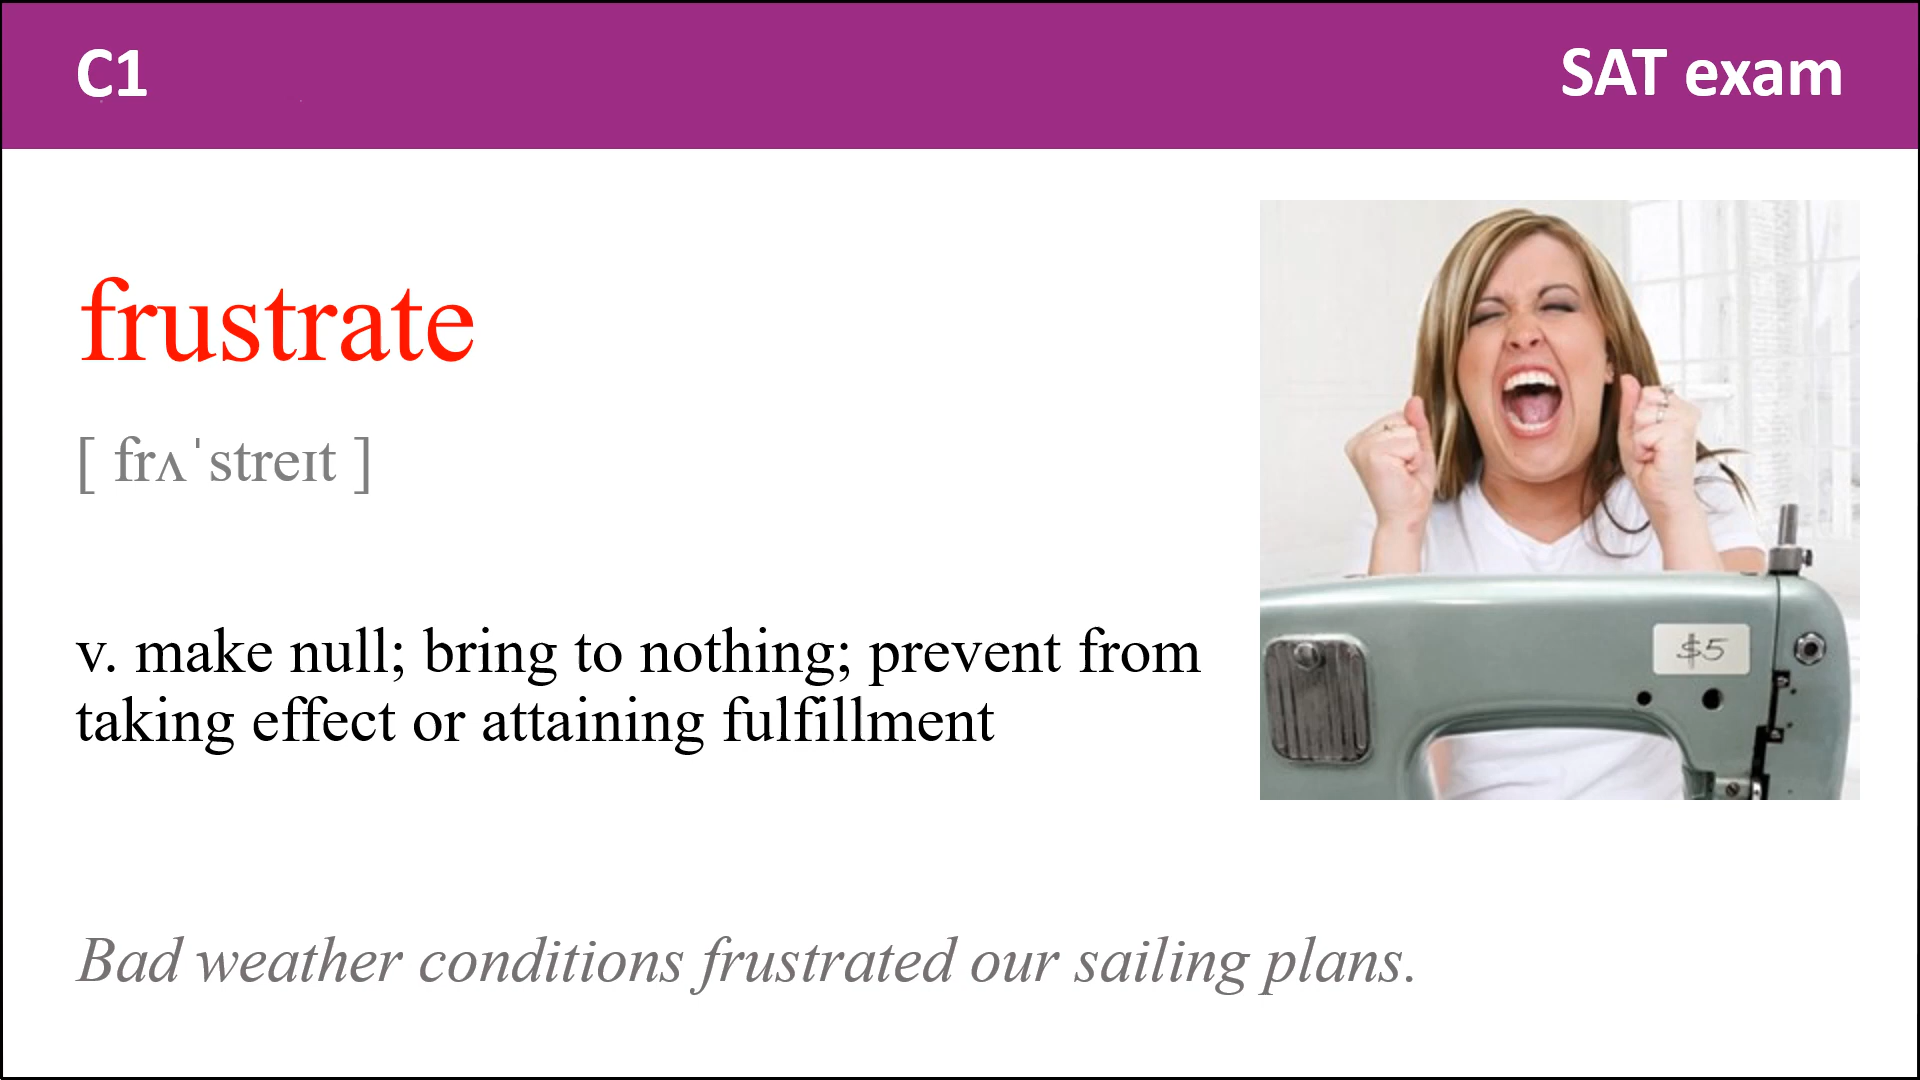 C1
SAT exam
frustrate
[ frʌˈstreɪt ]
v. make null; bring to nothing; prevent from
taking effect or attaining fulfillment
$5
Bad weather conditions frustrated our sailing plans.